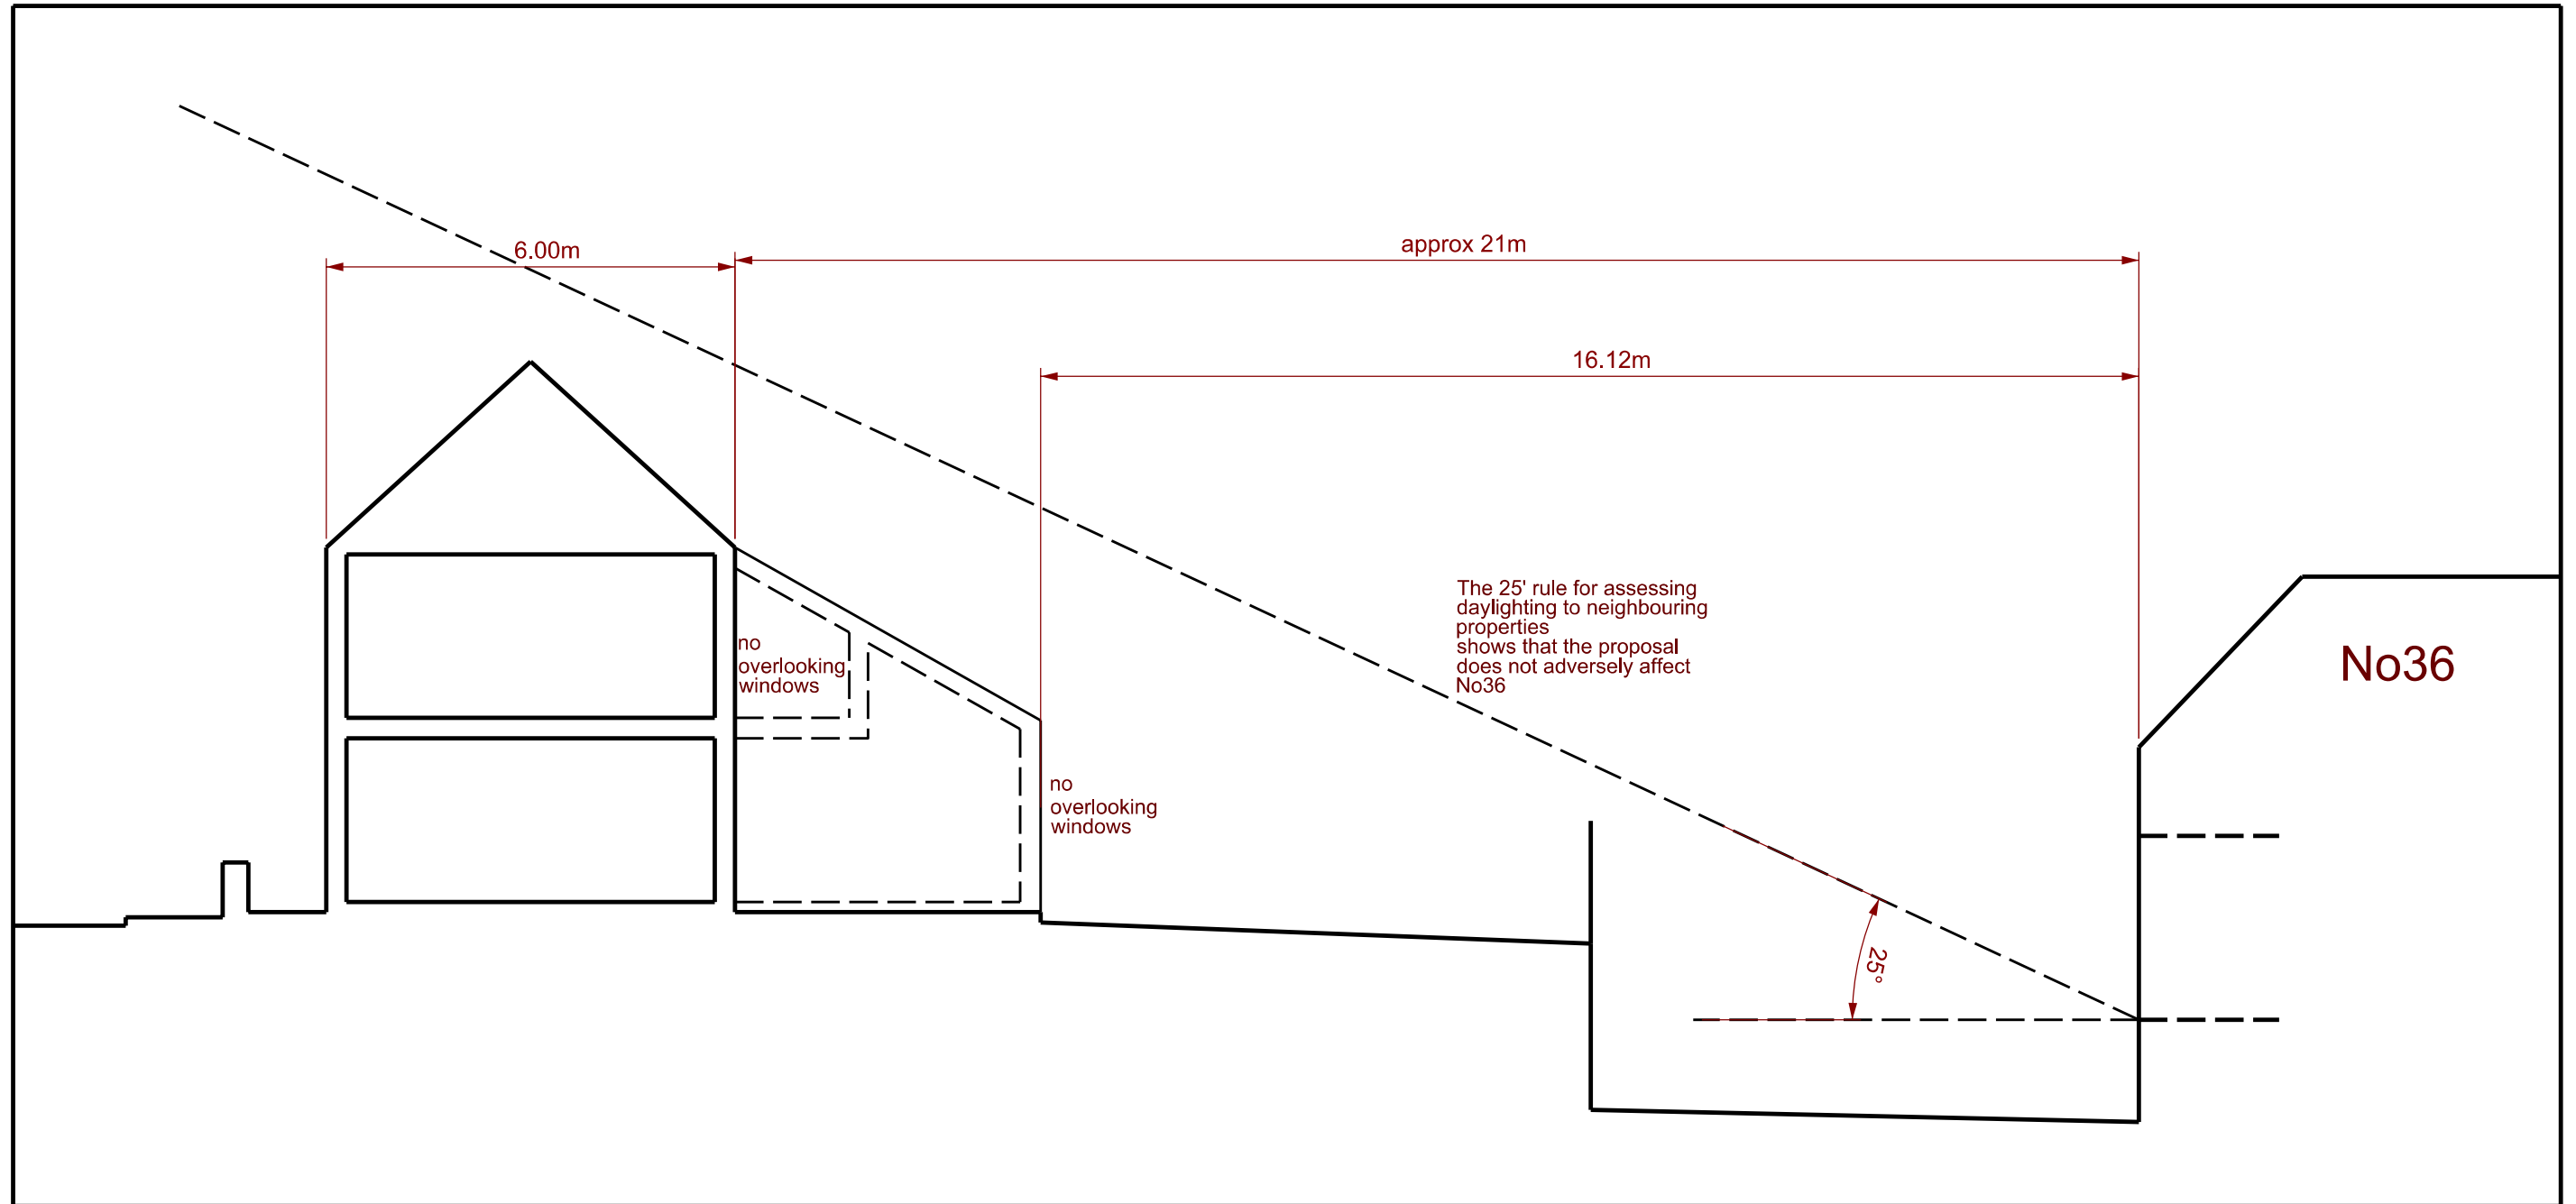 approx 21m
6.00m
16.12m
The 25' rule for assessing
daylighting to neighbouring
properties
shows that the proposal
does not adversely affect
No36
no
overlooking
windows
No36
no
overlooking
windows
25°